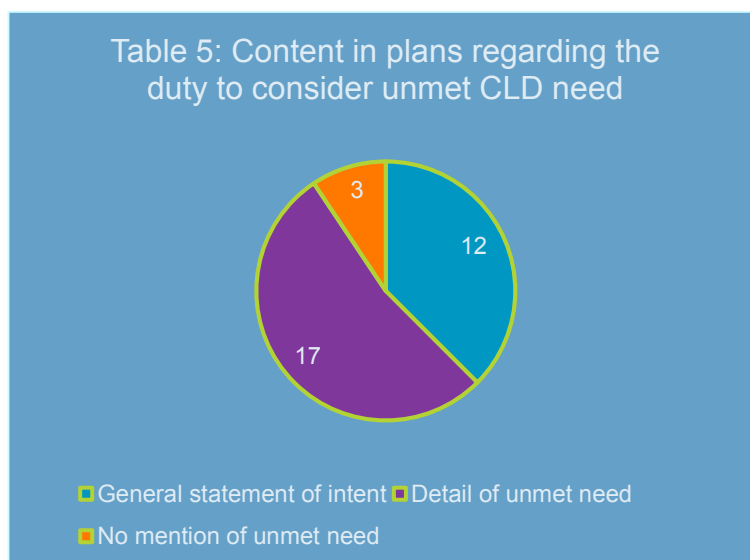 Table 5: Content in plans regarding the
duty to consider unmet CLD need
3
12
17
General statement of intent Detail of unmet need
No mention of unmet need